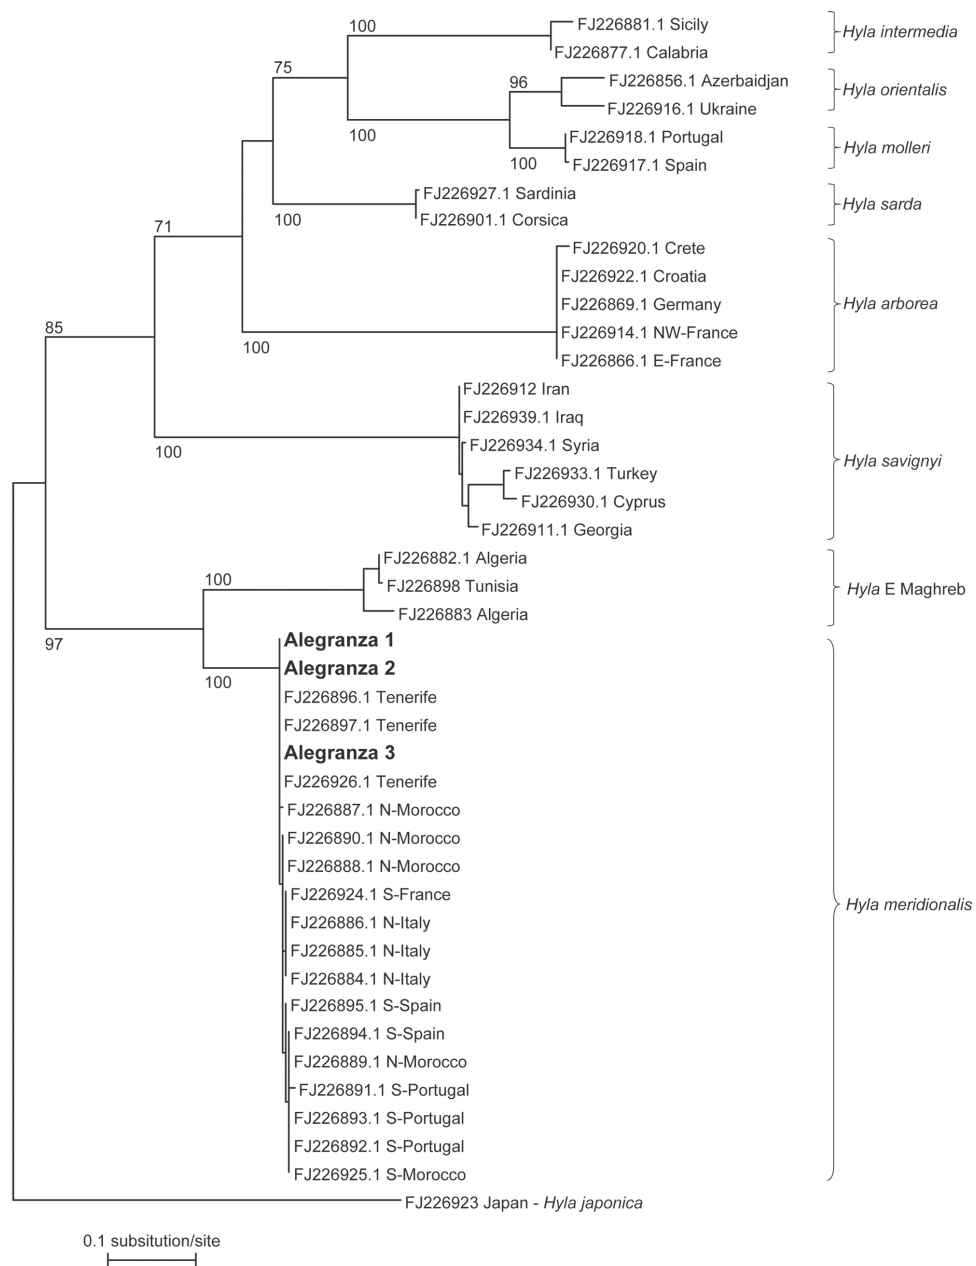 100
FJ226881.1 Sicily
Hyla intermedia
FJ226877.1 Calabria
75
96
FJ226856.1 Azerbaidjan
Hyla orientalis
FJ226916.1 Ukraine
100
FJ226918.1 Portugal
Hyla molleri
100
FJ226917.1 Spain
FJ226927.1 Sardinia
Hyla sarda
100
FJ226901.1 Corsica
71
FJ226920.1 Crete
FJ226922.1 Croatia
FJ226869.1 Germany
Hyla arborea
85
FJ226914.1 NW-France
100
FJ226866.1 E-France
FJ226912 Iran
FJ226939.1 Iraq
100
FJ226934.1 Syria
Hyla savignyi
FJ226933.1 Turkey
FJ226930.1 Cyprus
FJ226911.1 Georgia
FJ226882.1 Algeria
100
FJ226898 Tunisia
Hyla E Maghreb
FJ226883 Algeria
97
Alegranza 1
Alegranza 2
100
FJ226896.1 Tenerife
FJ226897.1 Tenerife
Alegranza 3
FJ226926.1 Tenerife
FJ226887.1 N-Morocco
FJ226890.1 N-Morocco
FJ226888.1 N-Morocco
FJ226924.1 S-France
Hyla meridionalis
FJ226886.1 N-Italy
FJ226885.1 N-Italy
FJ226884.1 N-Italy
FJ226895.1 S-Spain
FJ226894.1 S-Spain
FJ226889.1 N-Morocco
FJ226891.1 S-Portugal
FJ226893.1 S-Portugal
FJ226892.1 S-Portugal
FJ226925.1 S-Morocco
FJ226923 Japan - Hyla japonica
0.1 subsitution/site